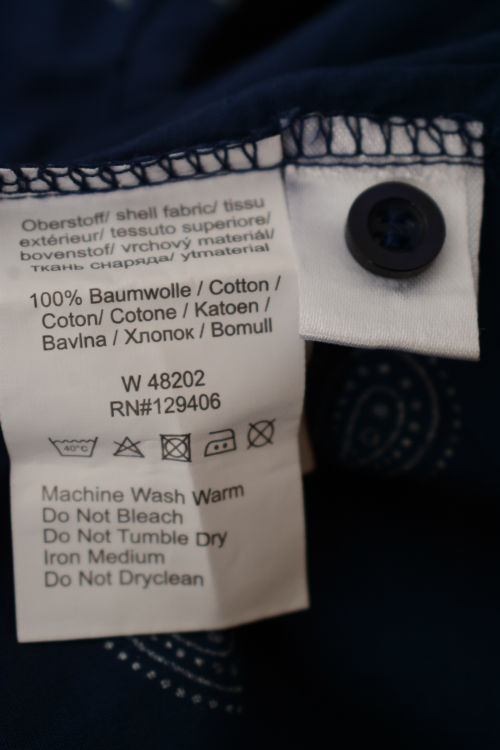 Oberstoff/ shell fabric/ tissu
extérieur/ tessuto superiore/
bovenstof/ vrchový materiál/
ткань снаряда/ ytmaterial
100% Baumwolle / Cotton /
Coton/ Cotone / Katoen /
Bavlna / Хлопок / Bomull
W 48202
RN#129406
40°C
Machine Wash Warm
Do Not Bleach
Do Not Tumble Dry
Iron Medium
Do Not Dryclean